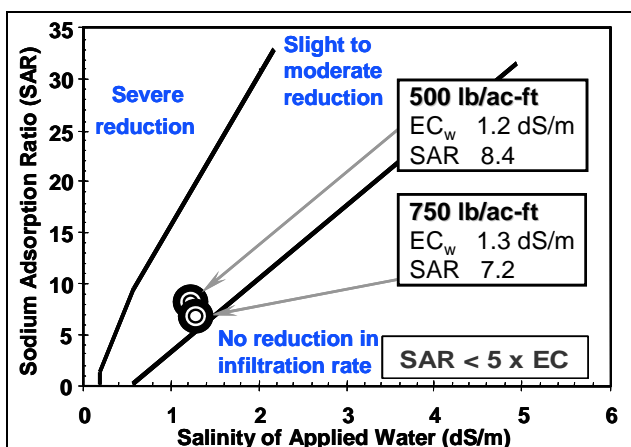 Sodium Adsorption Ratio (SAR)
35
30
25
20
15
10
5
0
Severe
reduction
Slight to
moderate
reduction
500 lb/ac-ft
ECw 1.2 dS/m
SAR 8.4
750 lb/ac-ft
ECw 1.3 dS/m
SAR 7.2
No reduction in
infiltration rate
SAR < 5 x EC
0 1 2 3 4 5 6
Salinity of Applied Water (dS/m)